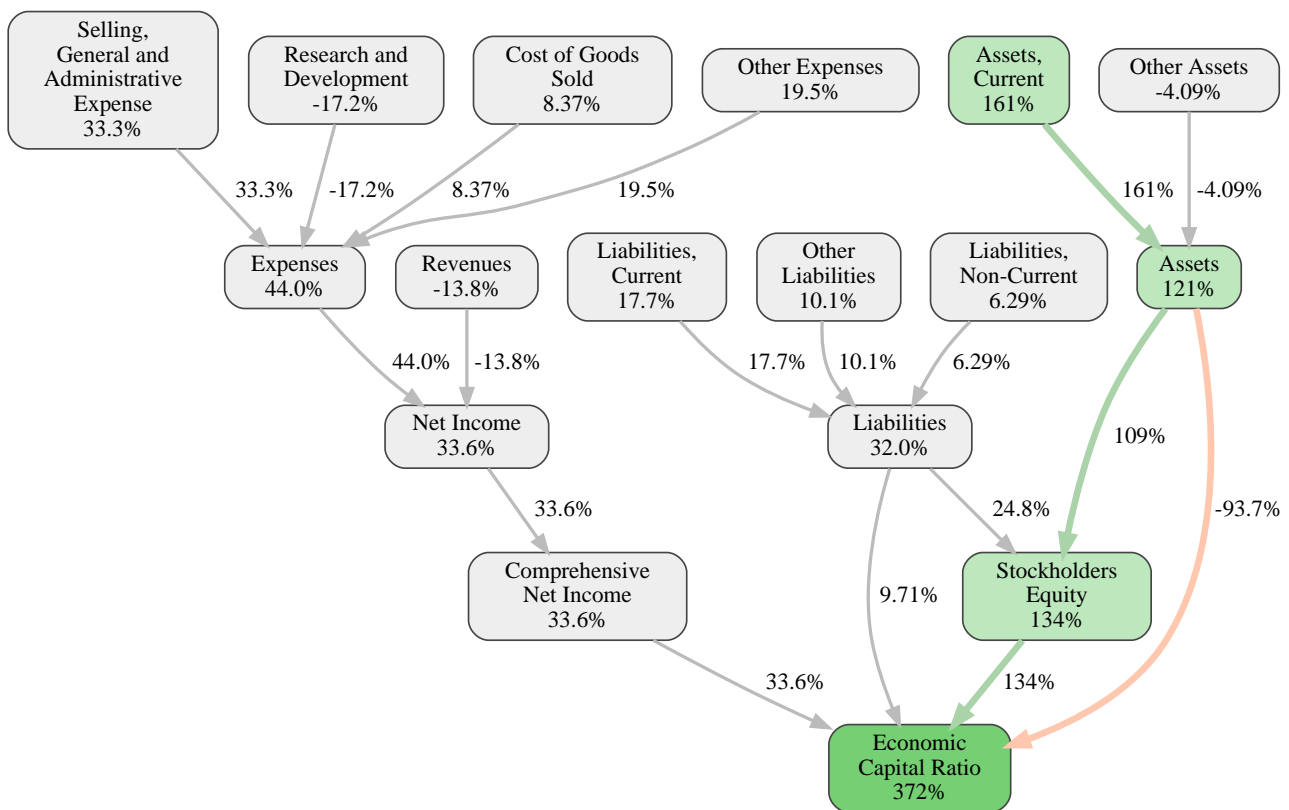 Selling,
General and
Administrative
Expense
33.3%
Research and
Development
-17.2%
Cost of Goods
Sold
8.37%
Other Expenses
19.5%
Assets,
Current
161%
Other Assets
-4.09%
33.3%
-17.2%
8.37%
19.5%
161%
-4.09%
Expenses
44.0%
Revenues
-13.8%
Liabilities,
Current
17.7%
Other
Liabilities
10.1%
Liabilities,
Non-Current
6.29%
Assets
121%
44.0%
-13.8%
17.7%
10.1%
6.29%
Net Income
33.6%
Liabilities
32.0%
109%
33.6%
24.8%
-93.7%
Comprehensive
Net Income
33.6%
9.71%
Stockholders
Equity
134%
33.6%
134%
Economic
Capital Ratio
372%